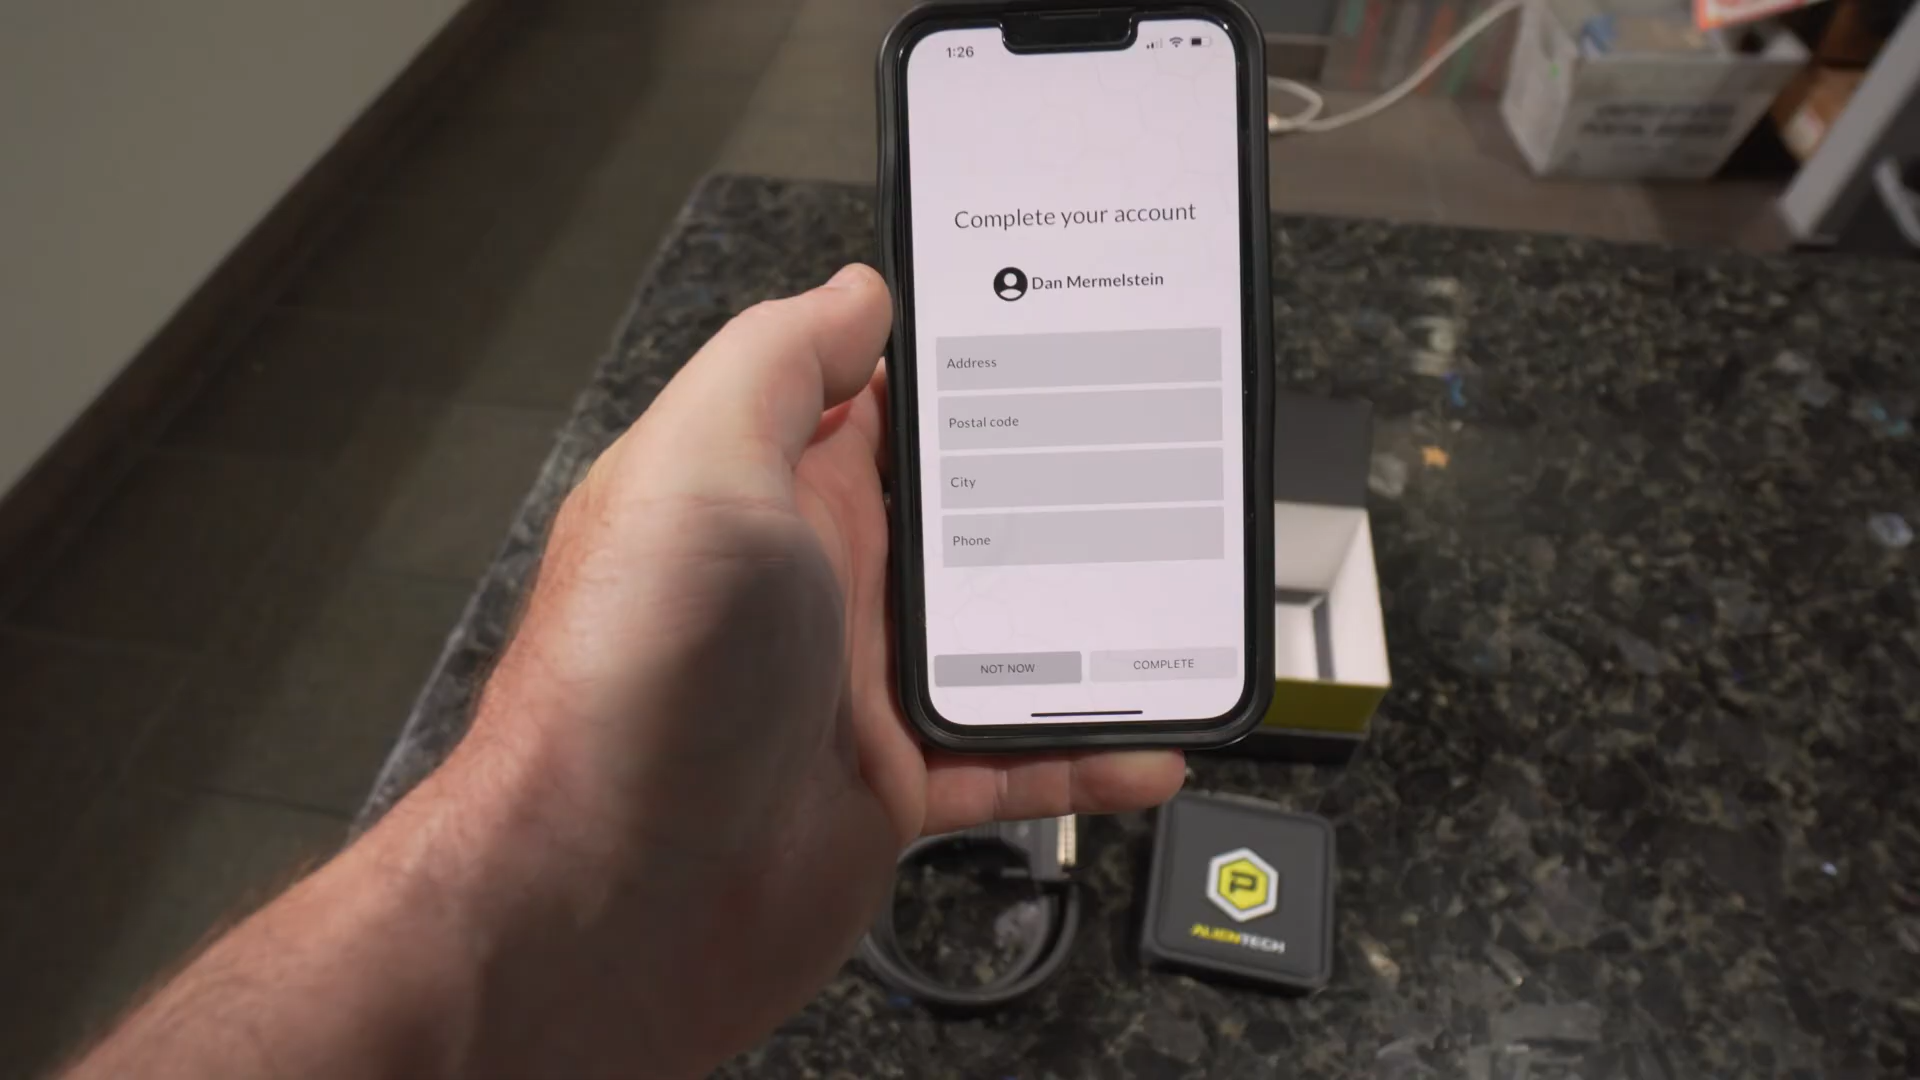 1:26
Complete your account
Dan Mermelstein
Address
Postal code
City
Phone
NOT NOW
COMPLETE
P
ALIENTECH